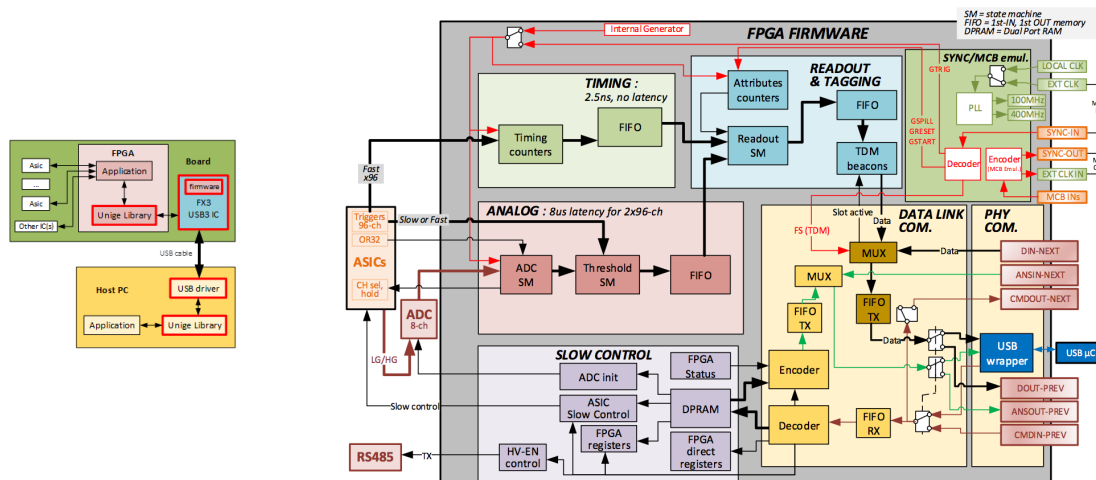 FPGA
Board
Asic
Application
firmware
...
FX3
USB3 IC
Asic
Unige Library
Other IC(s)
USB cable
Host PC
USB driver
Application
Unige Library
SM = state machine
FIFO = 1st-IN, 1st OUT memory
DPRAM = Dual Port RAM
Internal Generator
FPGA FIRMWARE
SYNC/MCB emul.
TIMING :
2.5ns, no latency
READOUT
& TAGGING
GTRIG
LOCAL CLK
EXT CLK
Attributes
counters
FIFO
PLL
100MHz
400MHz
FIFO
Timing
counters
Readout
SM
TDM
beacons
GSPILL
GRESET
GSTART
SYNC-IN
Decoder
Encoder
(MCB Emul.)
SYNC-OUT
EXT CLK IN
MCB INs
Fast
x96
Slow or Fast
ANALOG : 8us latency for 2x96-ch
Triggers
96-ch
OR32
ASICs
CH sel,
hold
ADC
SM
Threshold
SM
FIFO
ADC
8-ch
LG/HG
Slot active
Data
FS (TDM)
DATA LINK
COM.
PHY
COM.
MUX
Data
DIN-NEXT
MUX
ANSIN-NEXT
CMDOUT-NEXT
FIFO
TX
FIFO
TX
Data
USB
wrapper
USB µC
DOUT-PREV
ANSOUT-PREV
CMDIN-PREV
SLOW CONTROL
FPGA
Status
ADC init
Encoder
Slow control
ASIC
Slow Control
DPRAM
Decoder
FIFO
RX
FPGA
registers
FPGA
direct
registers
HV-EN
control
TX
RS485